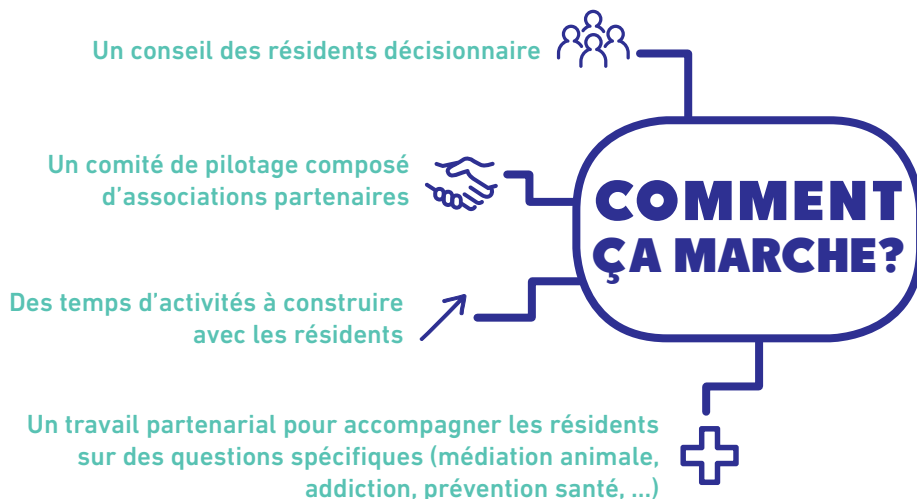 Un conseil des résidents décisionnaire
Un comité de pilotage composé
d'associations partenaires
COMMENT
ÇA MARCHE?
Des temps d'activités à construire
avec les résidents
Un travail partenarial pour accompagner les résidents
sur des questions spécifiques (médiation animale,
addiction, prévention santé, ...)